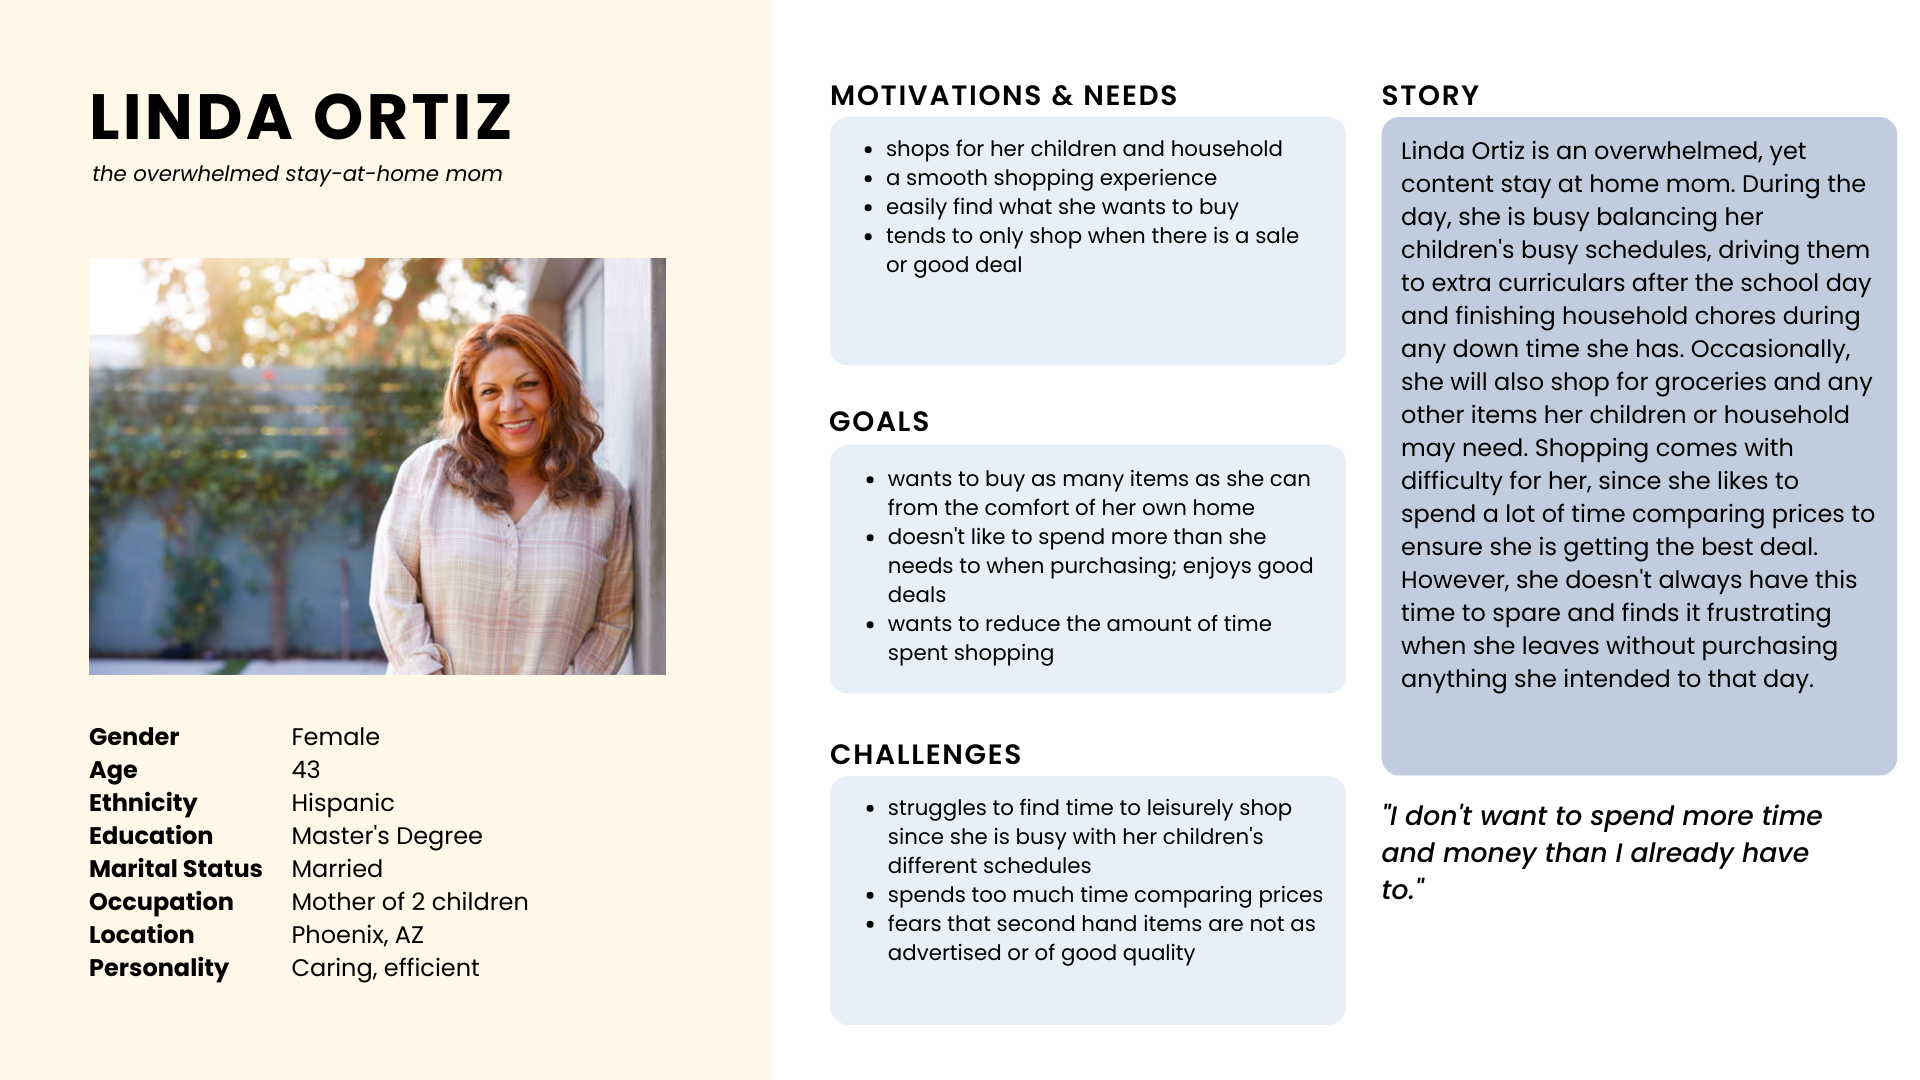 LINDA ORTIZ
the overwhelmed stay-at-home mom
Gender Female
Age 43
Ethnicity Hispanic
Education Master's Degree
Marital Status Married
Occupation Mother of 2 children
Location Phoenix, AZ
Personality Caring, efficient
MOTIVATIONS & NEEDS
• shops for her children and household
• a smooth shopping experience
• easily find what she wants to buy
• tends to only shop when there is a sale
or good deal
GOALS
• wants to buy as many items as she can
from the comfort of her own home
• doesn't like to spend more than she
needs to when purchasing; enjoys good
deals
• wants to reduce the amount of time
spent shopping
CHALLENGES
• struggles to find time to leisurely shop
since she is busy with her children's
different schedules
• spends too much time comparing prices
• fears that second hand items are not as
advertised or of good quality
STORY
Linda Ortiz is an overwhelmed, yet
content stay at home mom. During the
day, she is busy balancing her
children's busy schedules, driving them
to extra curriculars after the school day
and finishing household chores during
any down time she has. Occasionally,
she will also shop for groceries and any
other items her children or household
may need. Shopping comes with
difficulty for her, since she likes to
spend a lot of time comparing prices to
ensure she is getting the best deal.
However, she doesn't always have this
time to spare and finds it frustrating
when she leaves without purchasing
anything she intended to that day.
"I don't want to spend more time
and money than I already have
to."